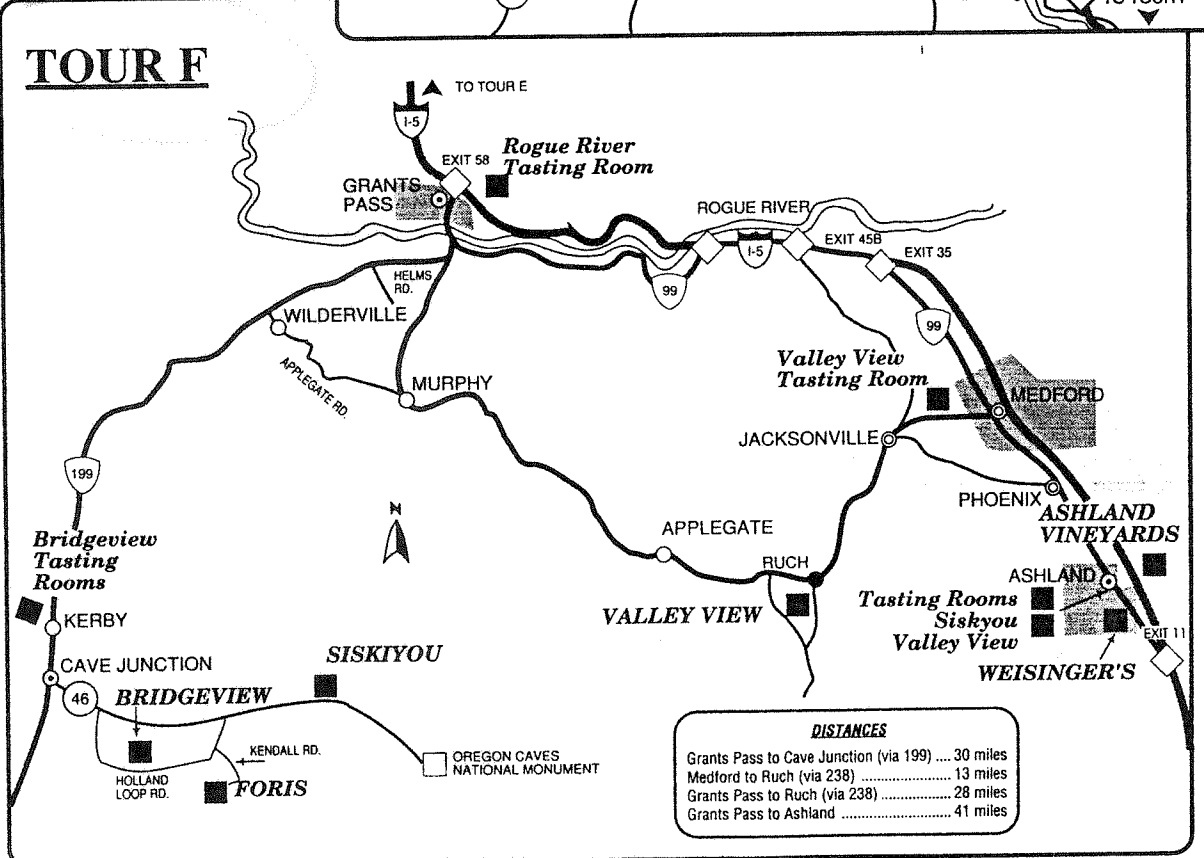 TOUR F
TO TOUR E
I-5
EXIT 58
Rogue River
Tasting Room
GRANTS
PASS
ROGUE RIVER
EXIT 45B
I-5
EXIT 35
HELMS
RD.
99
99
WILDERVILLE
APPLEGATE RD.
MURPHY
Valley View
Tasting Room
MEDFORD
JACKSONVILLE
199
PHOENIX
ASHLAND
VINEYARDS
N
Bridgeview
Tasting
Rooms
APPLEGATE
RUCH
ASHLAND
Tasting Rooms
Siskyou
Valley View
VALLEY VIEW
KERBY
EXIT 11
WEISINGER'S
SISKIYOU
CAVE JUNCTION
46
BRIDGEVIEW
KENDALL RD.
OREGON CAVES
NATIONAL MONUMENT
HOLLAND
LOOP RD.
FORIS
DISTANCES
Grants Pass to Cave Junction (via 199) .... 30 miles
Medford to Ruch (via 238) ...................... 13 miles
Grants Pass to Ruch (via 238) ................. 28 miles
Grants Pass to Ashland .......................... 41 miles